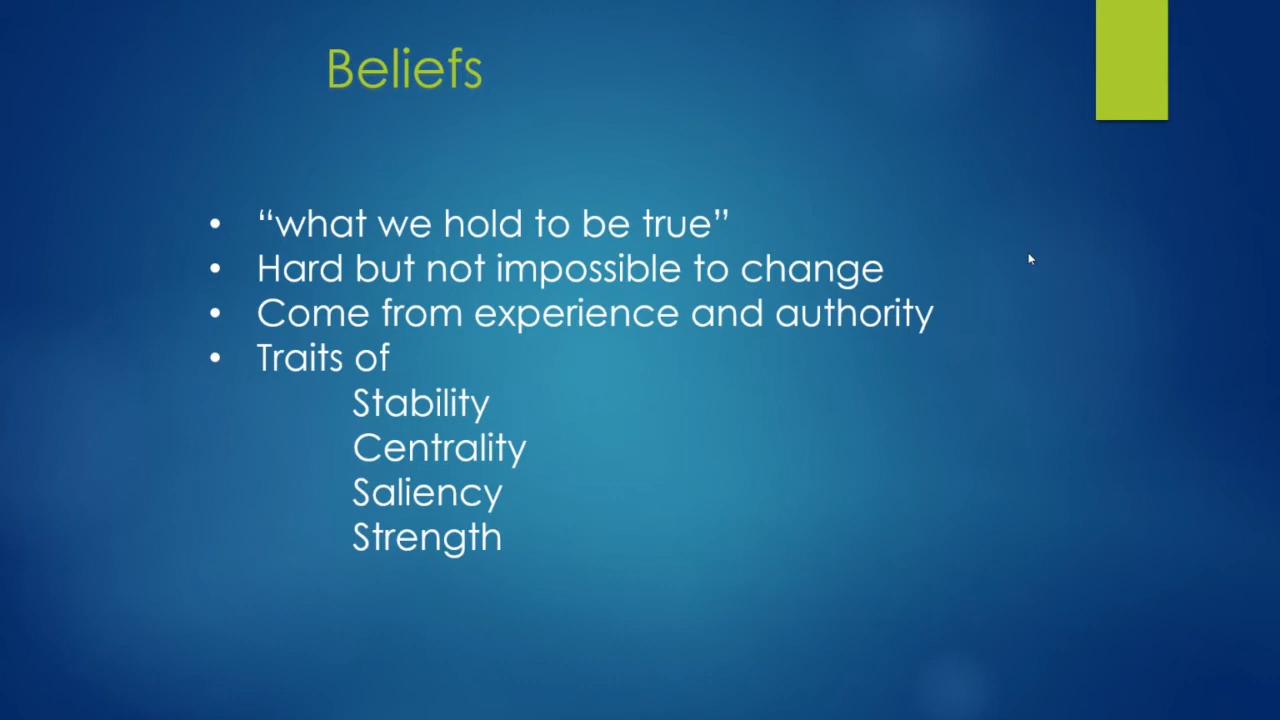 Beliefs
• “what we hold to be true”
• Hard but not impossible to change
• Come from experience and authority
• Traits of
Stability
Centrality
Saliency
Strength